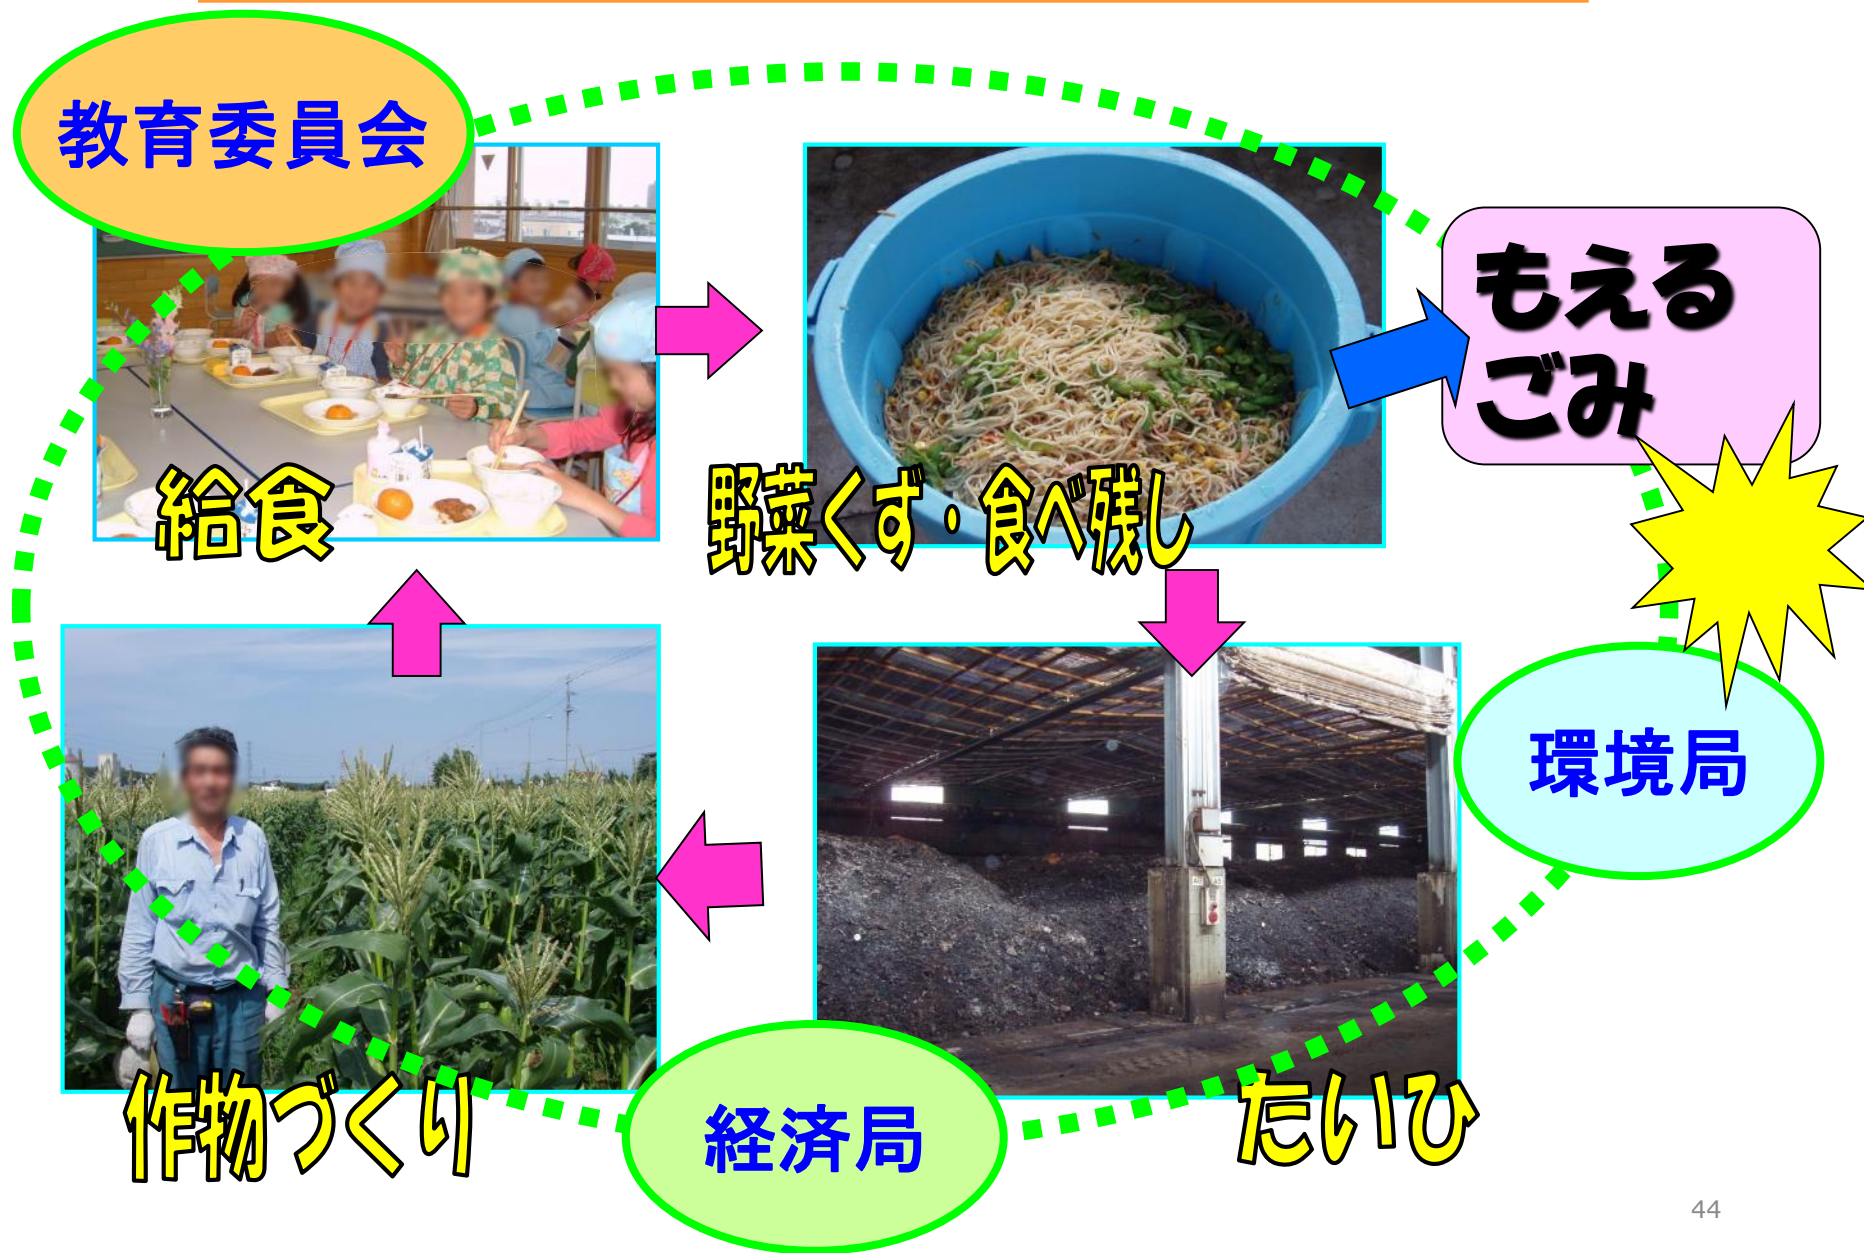 教育委員会
もえる
ごみ
給食
野菜くず・食べ残し
環境局
作物づくり
たいひ
経済局
44